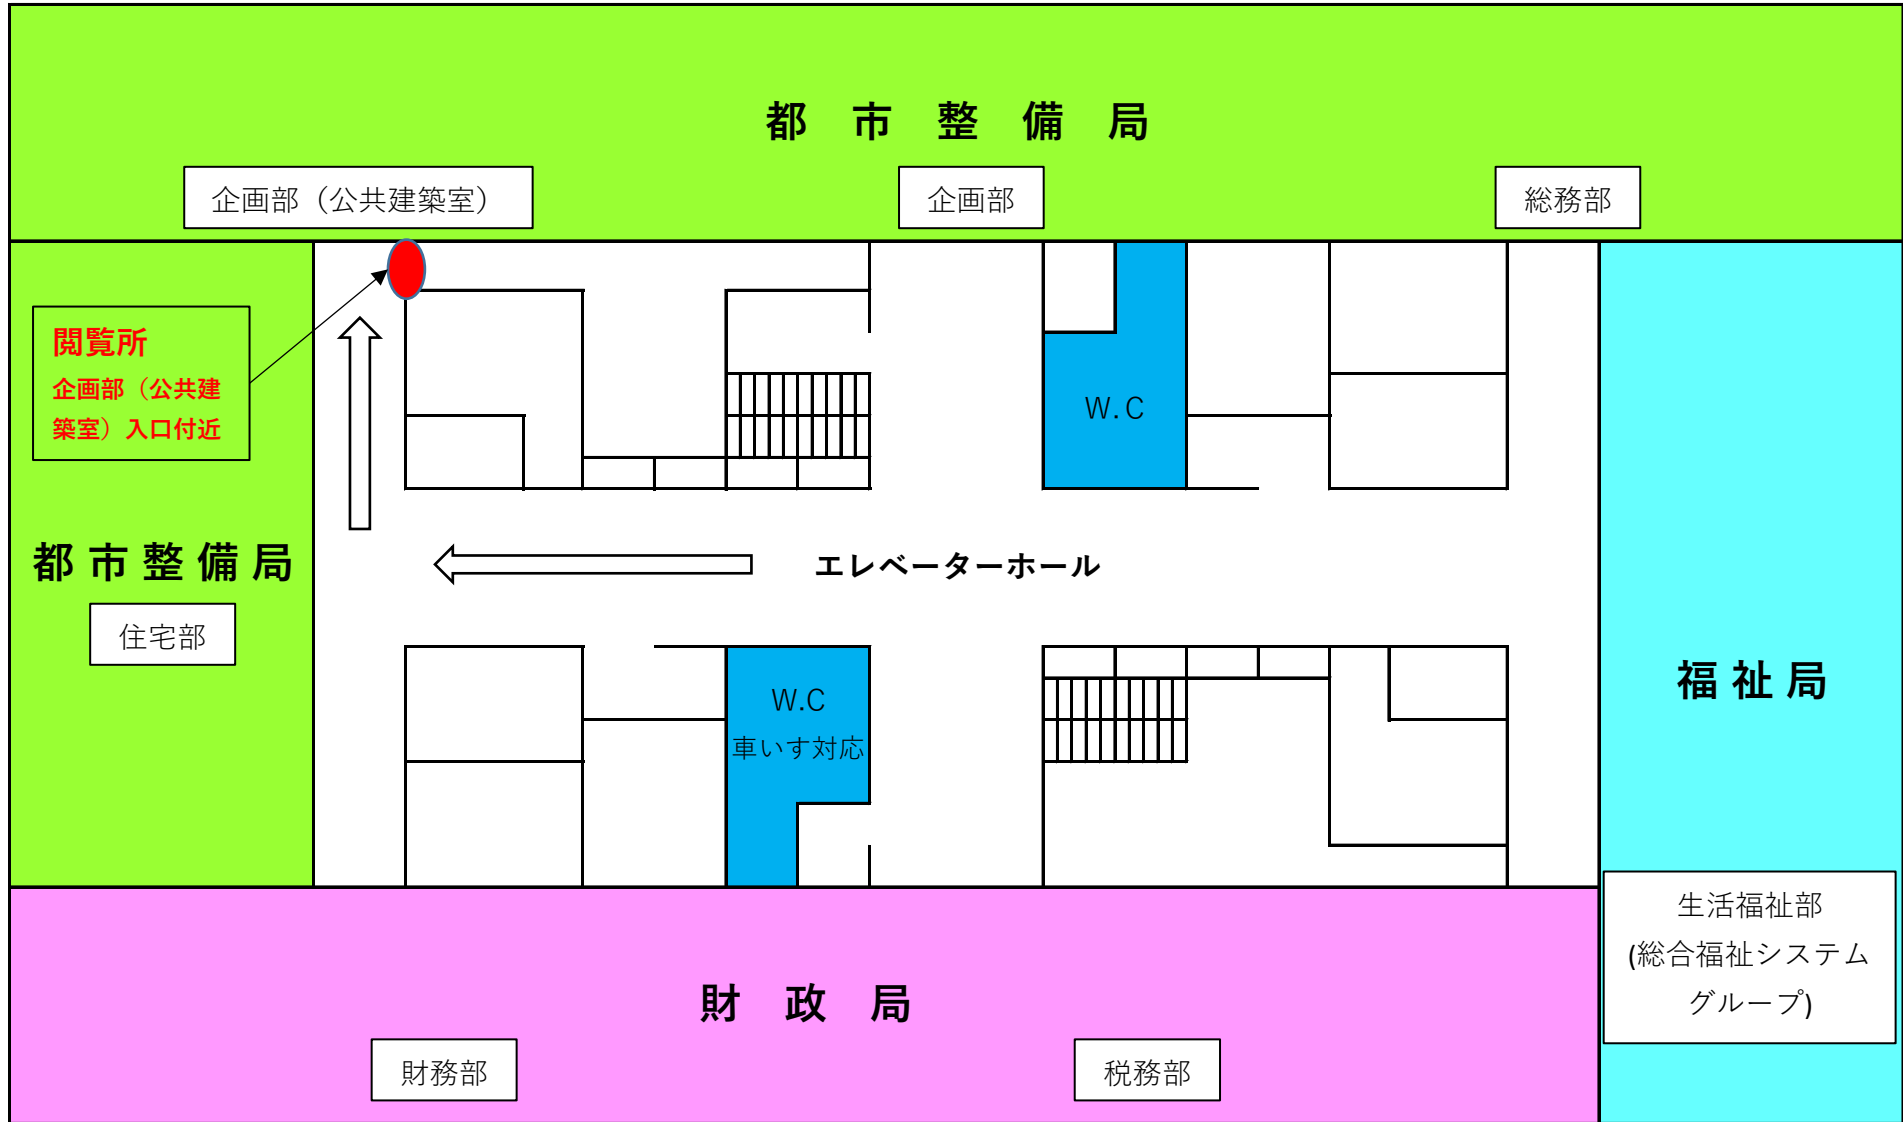 都市整備局
企画部（公共建築室）
企画部
総務部
閲覧所
企画部（公共建
築室）入口付近
W.C
都市整備局
住宅部
エレベーターホール
W.C
車いす対応
福祉局
生活福祉部
(総合福祉システム
グループ)
財政局
財務部
税務部